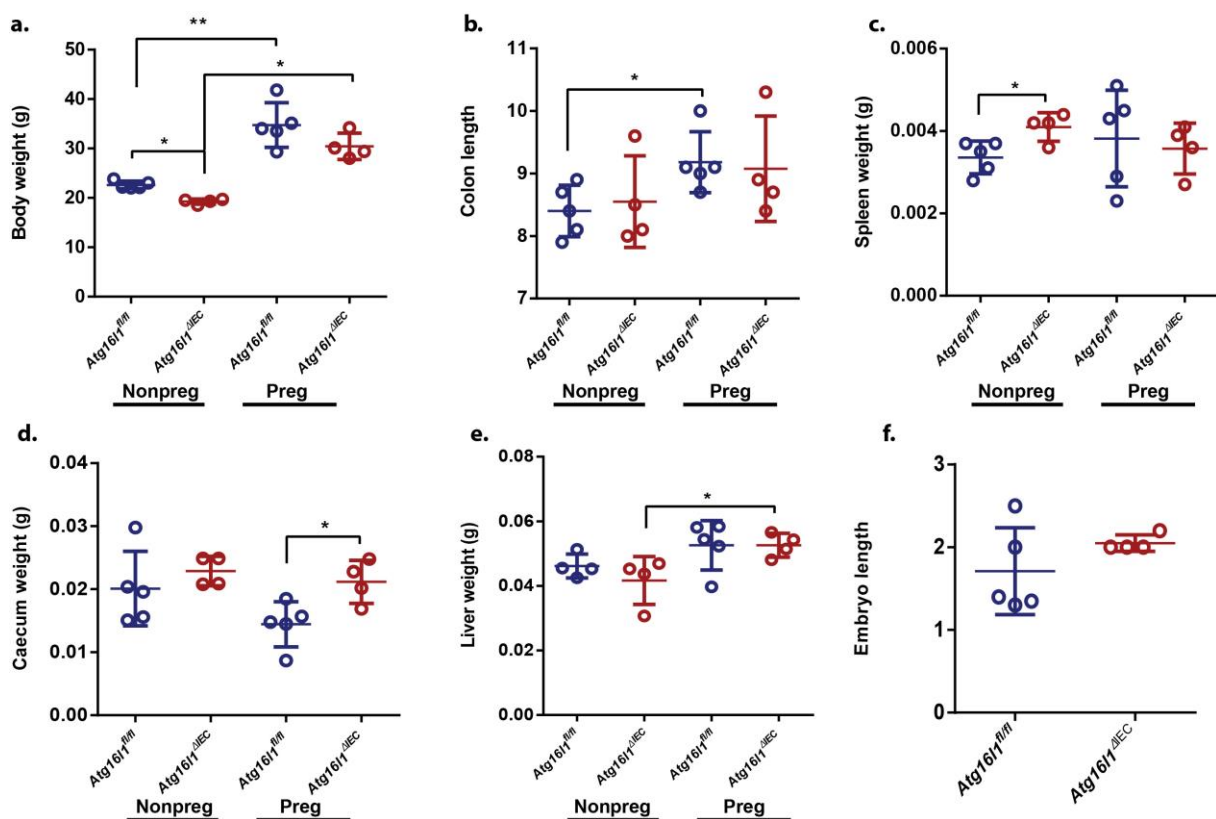 a.
**
*
*
Body weight (g)
50
40
30
20
10
0
Atg16l1fl/fl
Atg16l1ΔIEC
Atg16l1fl/fl
Atg16l1ΔIEC
Nonpreg
Preg
b.
*
Colon length
11
10
9
8
7
Atg16l1fl/fl
Atg16l1ΔIEC
Atg16l1fl/fl
Atg16l1ΔIEC
Nonpreg
Preg
c.
*
Spleen weight (g)
0.006
0.004
0.002
0.000
Atg16l1fl/fl
Atg16l1ΔIEC
Atg16l1fl/fl
Atg16l1ΔIEC
Nonpreg
Preg
d.
*
Caecum weight (g)
0.04
0.03
0.02
0.01
0.00
Atg16l1fl/fl
Atg16l1ΔIEC
Atg16l1fl/fl
Atg16l1ΔIEC
Nonpreg
Preg
e.
*
Liver weight (g)
0.08
0.06
0.04
0.02
0.00
Atg16l1fl/fl
Atg16l1ΔIEC
Atg16l1fl/fl
Atg16l1ΔIEC
Nonpreg
Preg
f.
Embryo length
3
2
1
0
Atg16l1fl/fl
Atg16l1ΔIEC